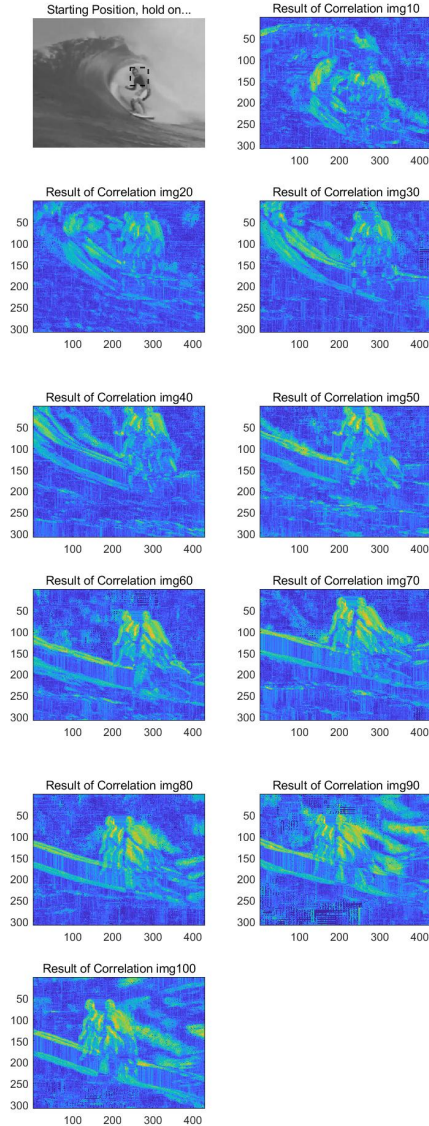 Starting Position, hold on...
Result of Correlation img10
50
100
150
200
250
300
100 200 300 400
Result of Correlation img20
50
100
150
200
250
300
100 200 300 400
Result of Correlation img30
50
100
150
200
250
300
100 200 300 400
Result of Correlation img40
50
100
150
200
250
300
100 200 300 400
Result of Correlation img50
50
100
150
200
250
300
100 200 300 400
Result of Correlation img60
50
100
150
200
250
300
100 200 300 400
Result of Correlation img70
50
100
150
200
250
300
100 200 300 400
Result of Correlation img80
50
100
150
200
250
300
100 200 300 400
Result of Correlation img90
50
100
150
200
250
300
100 200 300 400
Result of Correlation img100
50
100
150
200
250
300
100 200 300 400